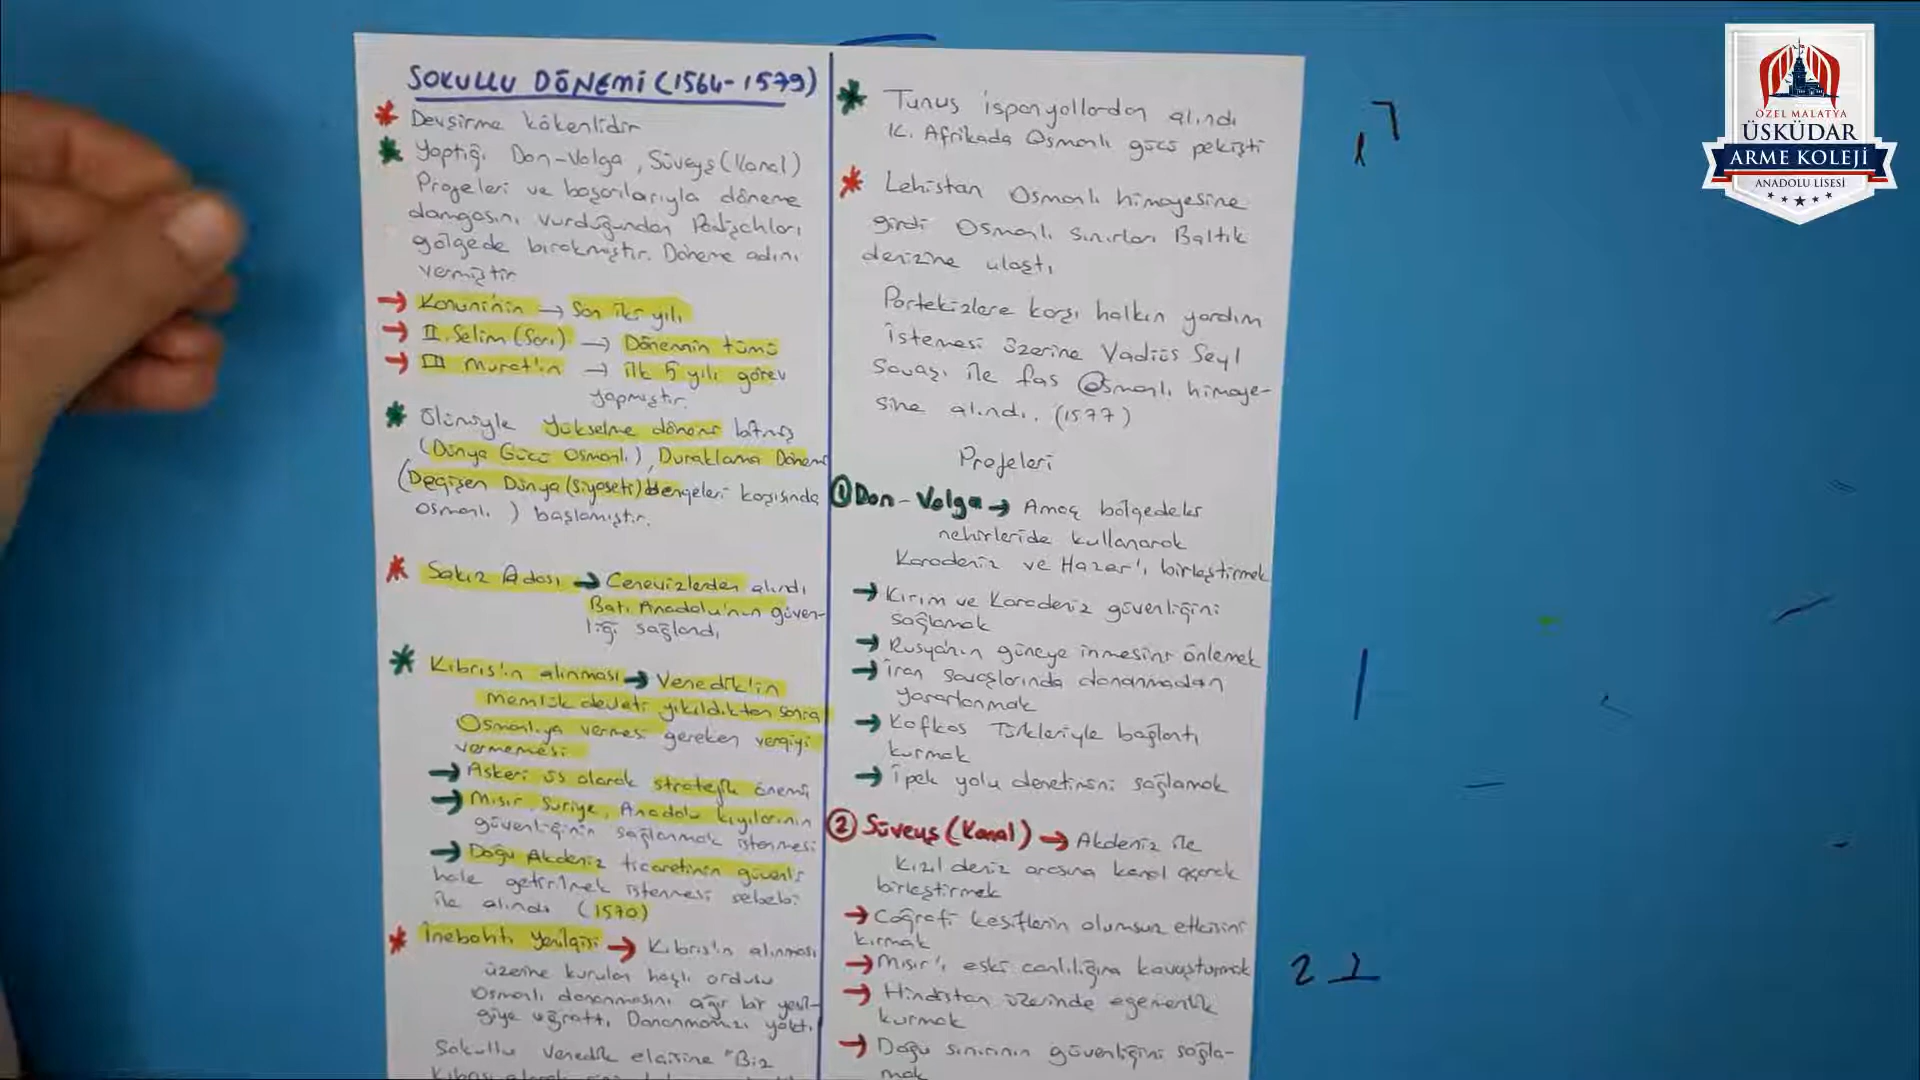 SOKULLU DÖNEMİ (1564-1579)
Devşirme kökenlidir
Yaptığı Don-Volga, Süveyş (Kanal)
Projeleri ve başarılarıyla döneme
damgasını vurduğundan Padişahları
gölgede bırakmıştır. Döneme adını
vermiştir
Kanuni'nin → Son iki yılı
II. Selim (Sarı) → Dönemin tümü
III Murat'ın → ilk 5 yılı görev
yapmıştır.
Ölümüyle Yükselme dönemi bitmiş
(Dünya Gücü Osmanlı), Duraklama Dönemi
(Değişen Dünya (siyaseti) dengeleri karşısında
Osmanlı) başlamıştır.
Sakız Adası → Cenevizlerden alındı
Batı Anadolu'nun güven-
liği sağlandı
Kıbrıs'ın alınması → Venedik'in
memlük devleti yıkıldıktan sonra
Osmanlıya vermesi gereken vergiyi
vermemesi
→ Askeri üs olarak stratejik önemi
→ Mısır, Suriye, Anadolu kıyılarının
güvenliğinin sağlanmak istenmesi
→ Doğu Akdeniz ticaretinin güvenli
hale getirilmek istenmesi sebebi
ile alındı (1570)
İnebahtı Yenilgisi → Kıbrıs'ın alınması
üzerine kurulan haçlı ordusu
Osmanlı donanmasını ağır bir yenil-
giye uğrattı. Donanmamızı yaktı.
Sokullu Venedik elçisine "Biz
Tunus İspanyollardan alındı
K. Afrikada Osmanlı gücü pekişti
Lehistan Osmanlı himayesine
girdi Osmanlı sınırları Baltık
denizine ulaştı
Portekizlere karşı halkın yardım
istemesi üzerine Vadiüs Seyl
Savaşı ile fas Osmanlı himaye-
sine alındı. (1577)
Projeleri
① Don-Volga → Amaç bölgedeki
nehirleride kullanarak
Karadeniz ve Hazar'ı birleştirmek
→ Kırım ve Karadeniz güvenliğini
sağlamak
→ Rusya'nın güneye inmesini önlemek
→ İran savaşlarında donanmadan
yararlanmak
→ Kafkas Türkleriyle bağlantı
kurmak
→ İpek yolu denetimini sağlamak
② Süveyş (Kanal) → Akdeniz ile
Kızıl deniz arasına kanal açarak
birleştirmek
→ Coğrafi keşiflerin olumsuz etkisini
kırmak
→ Mısır'ı eski canlılığına kavuşturmak
→ Hindistan üzerinde egemenlik
kurmak
→ Doğu sınırının güvenliğini sağla-
mak
ÖZEL MALATYA
ÜSKÜDAR
ARME KOLEJİ
ANADOLU LİSESİ